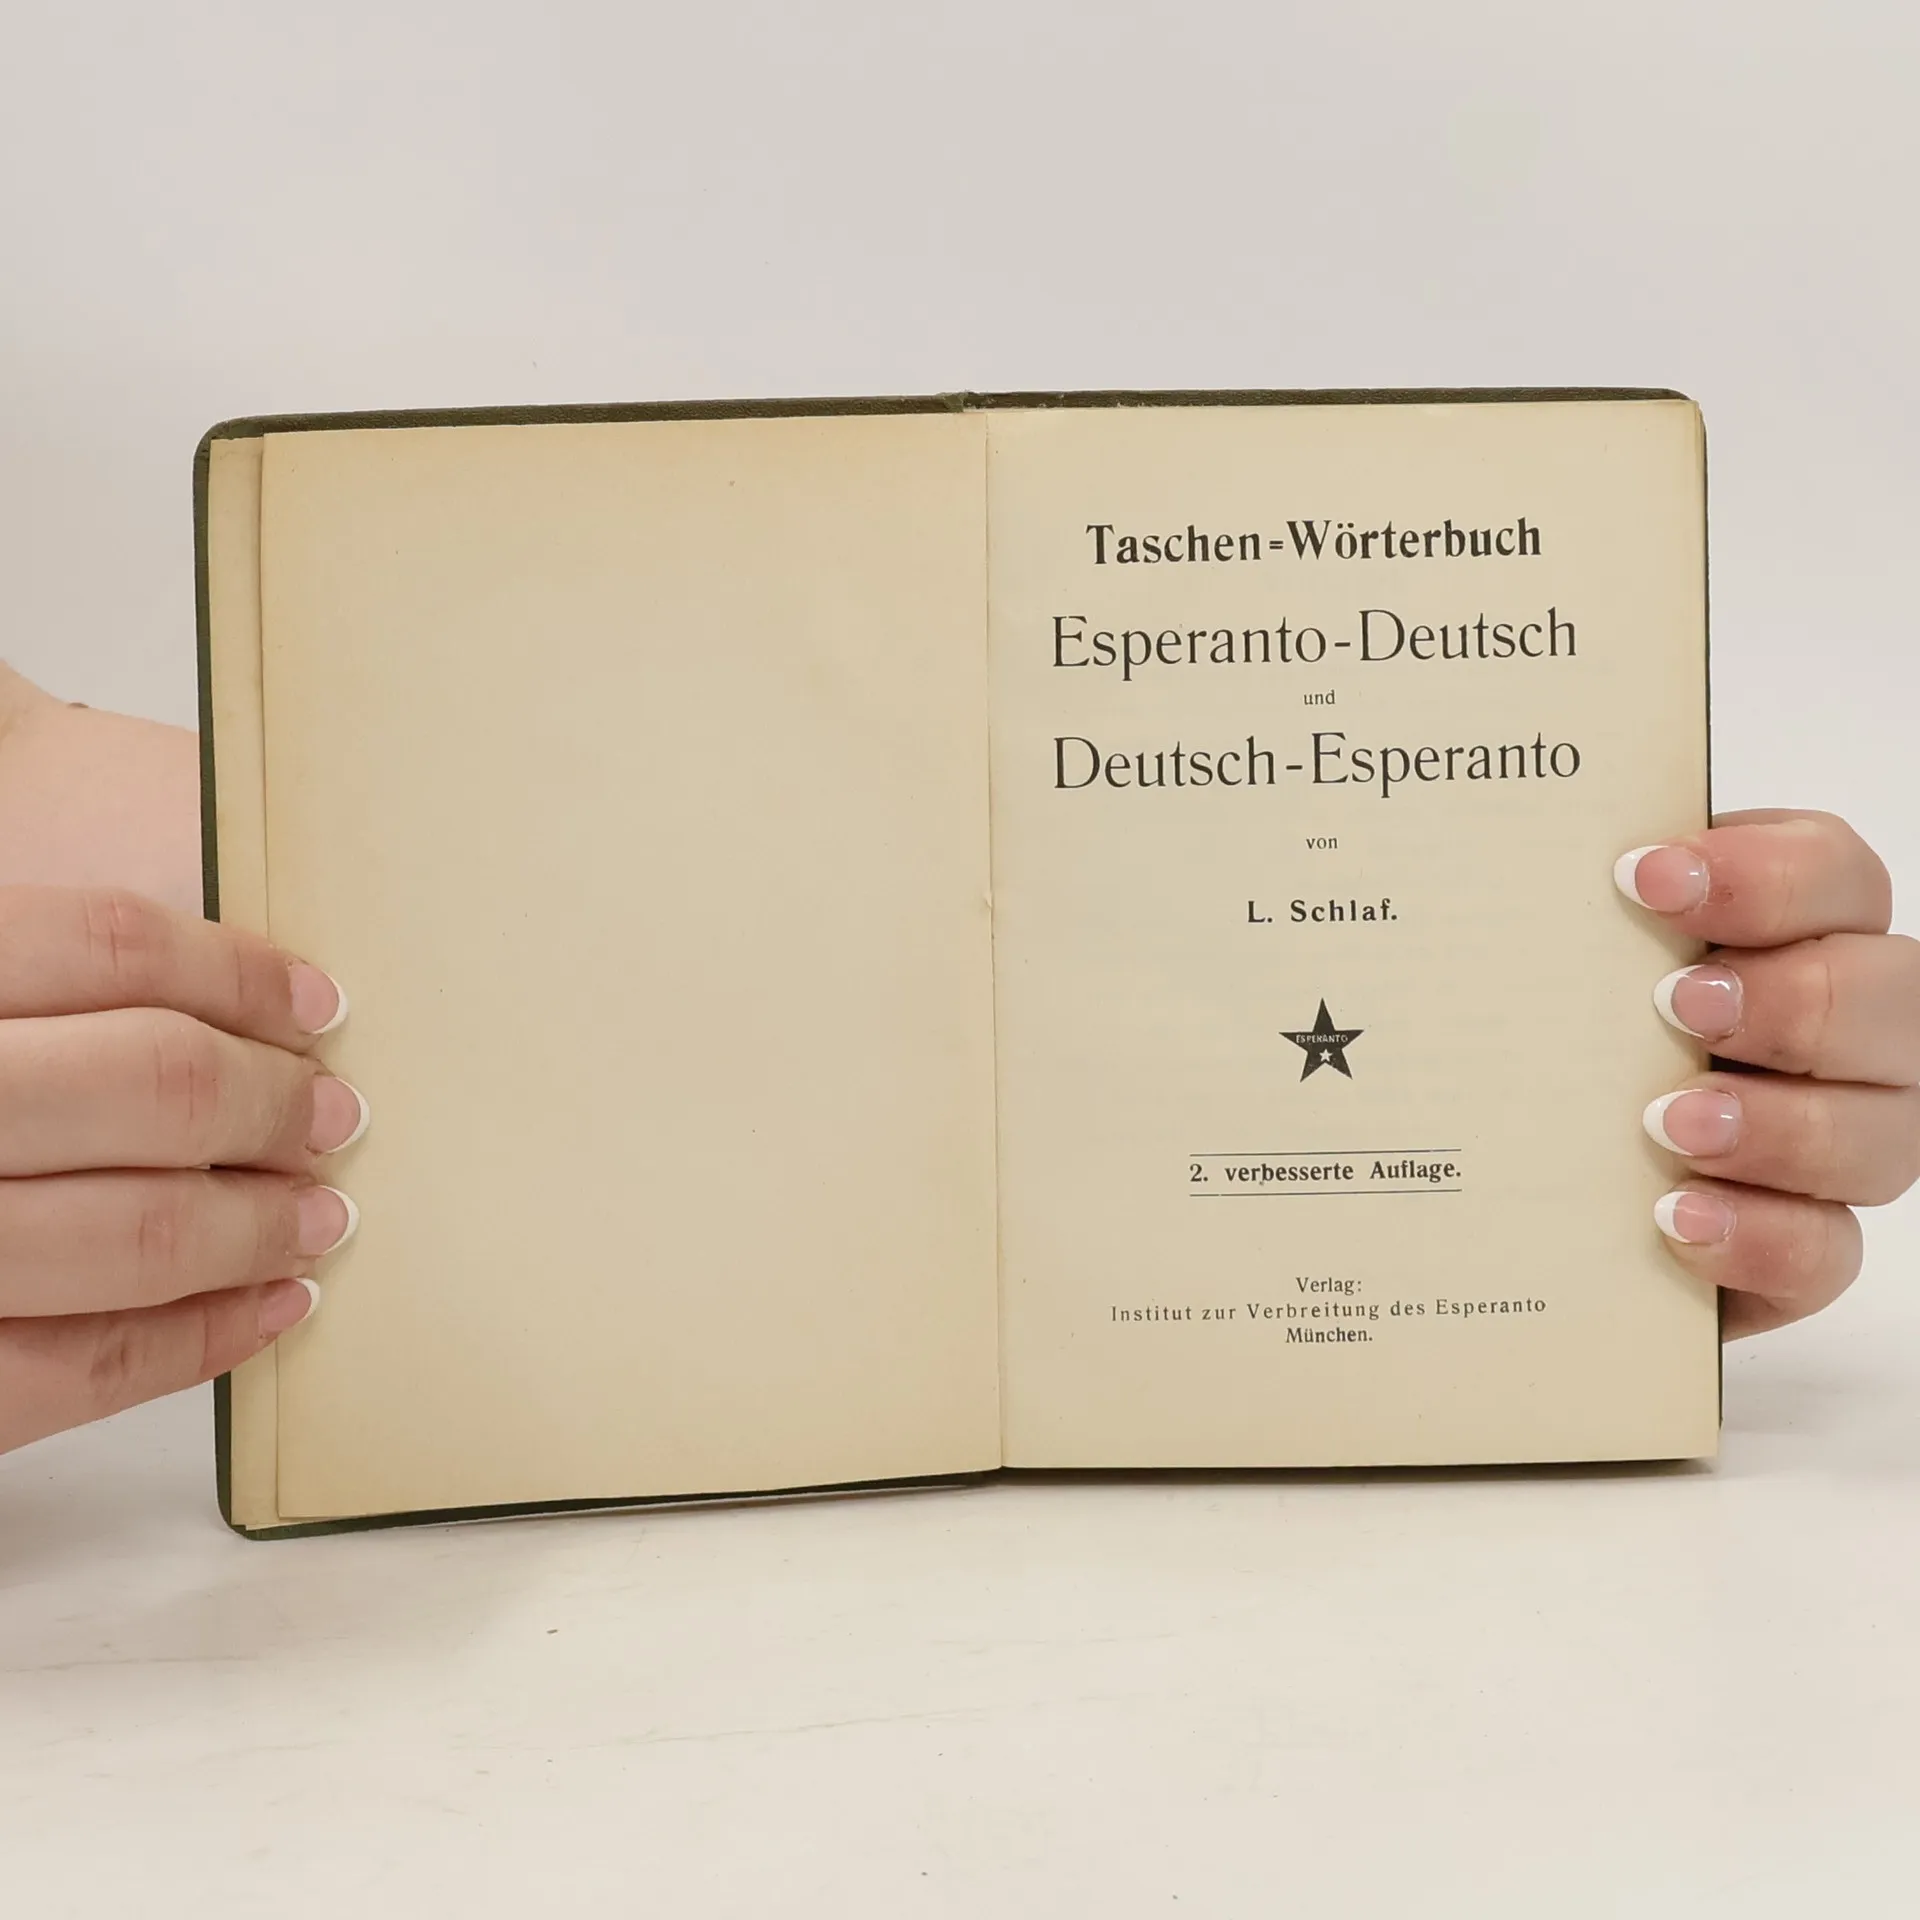 Taschen=Wörterbuch
Esperanto-Deutsch
und
Deutsch-Esperanto
von
L. Schlaf.
ESPERANTO
2. verbesserte Auflage.
Verlag:
Institut zur Verbreitung des Esperanto
München.